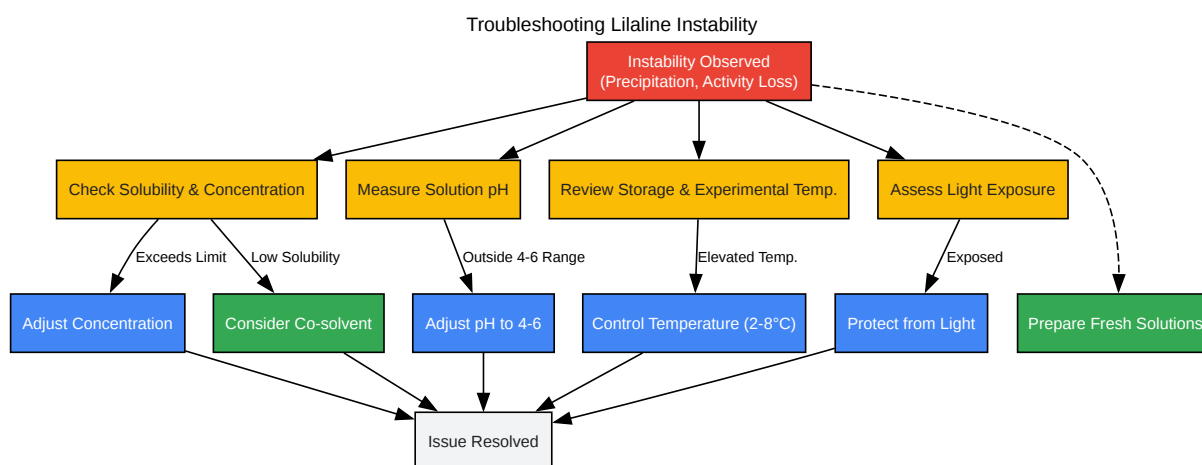 Troubleshooting Lilaline Instability
Instability Observed
(Precipitation, Activity Loss)
Check Solubility & Concentration
Measure Solution pH
Review Storage & Experimental Temp.
Assess Light Exposure
Exceeds Limit
Low Solubility
Outside 4-6 Range
Elevated Temp.
Exposed
Adjust Concentration
Consider Co-solvent
Adjust pH to 4-6
Control Temperature (2-8°C)
Protect from Light
Prepare Fresh Solutions
Issue Resolved